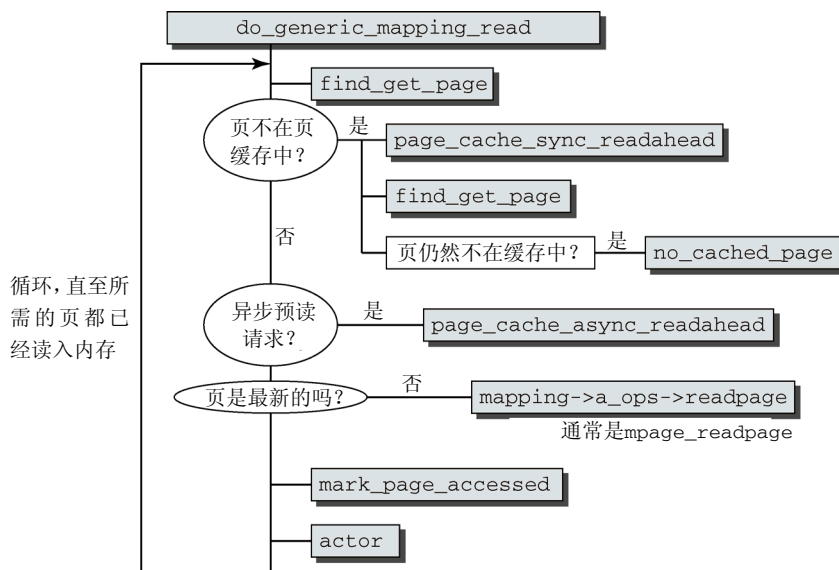 do_generic_mapping_read
find_get_page
页不在页
缓存中？
是
page_cache_sync_readahead
find_get_page
否
页仍然不在缓存中？
是
no_cached_page
循环，直至所
需的页都已
经读入内存
异步预读
请求？
是
page_cache_async_readahead
页是最新的吗？
否
mapping->a_ops->readpage
通常是mpage_readpage
mark_page_accessed
actor